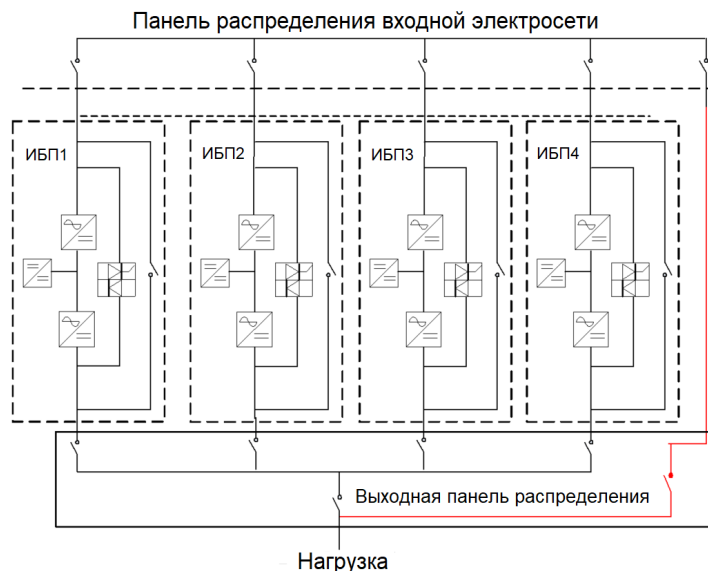 Панель распределения входной электросети
ИБП1
ИБП2
ИБП3
ИБП4
Выходная панель распределения
Нагрузка